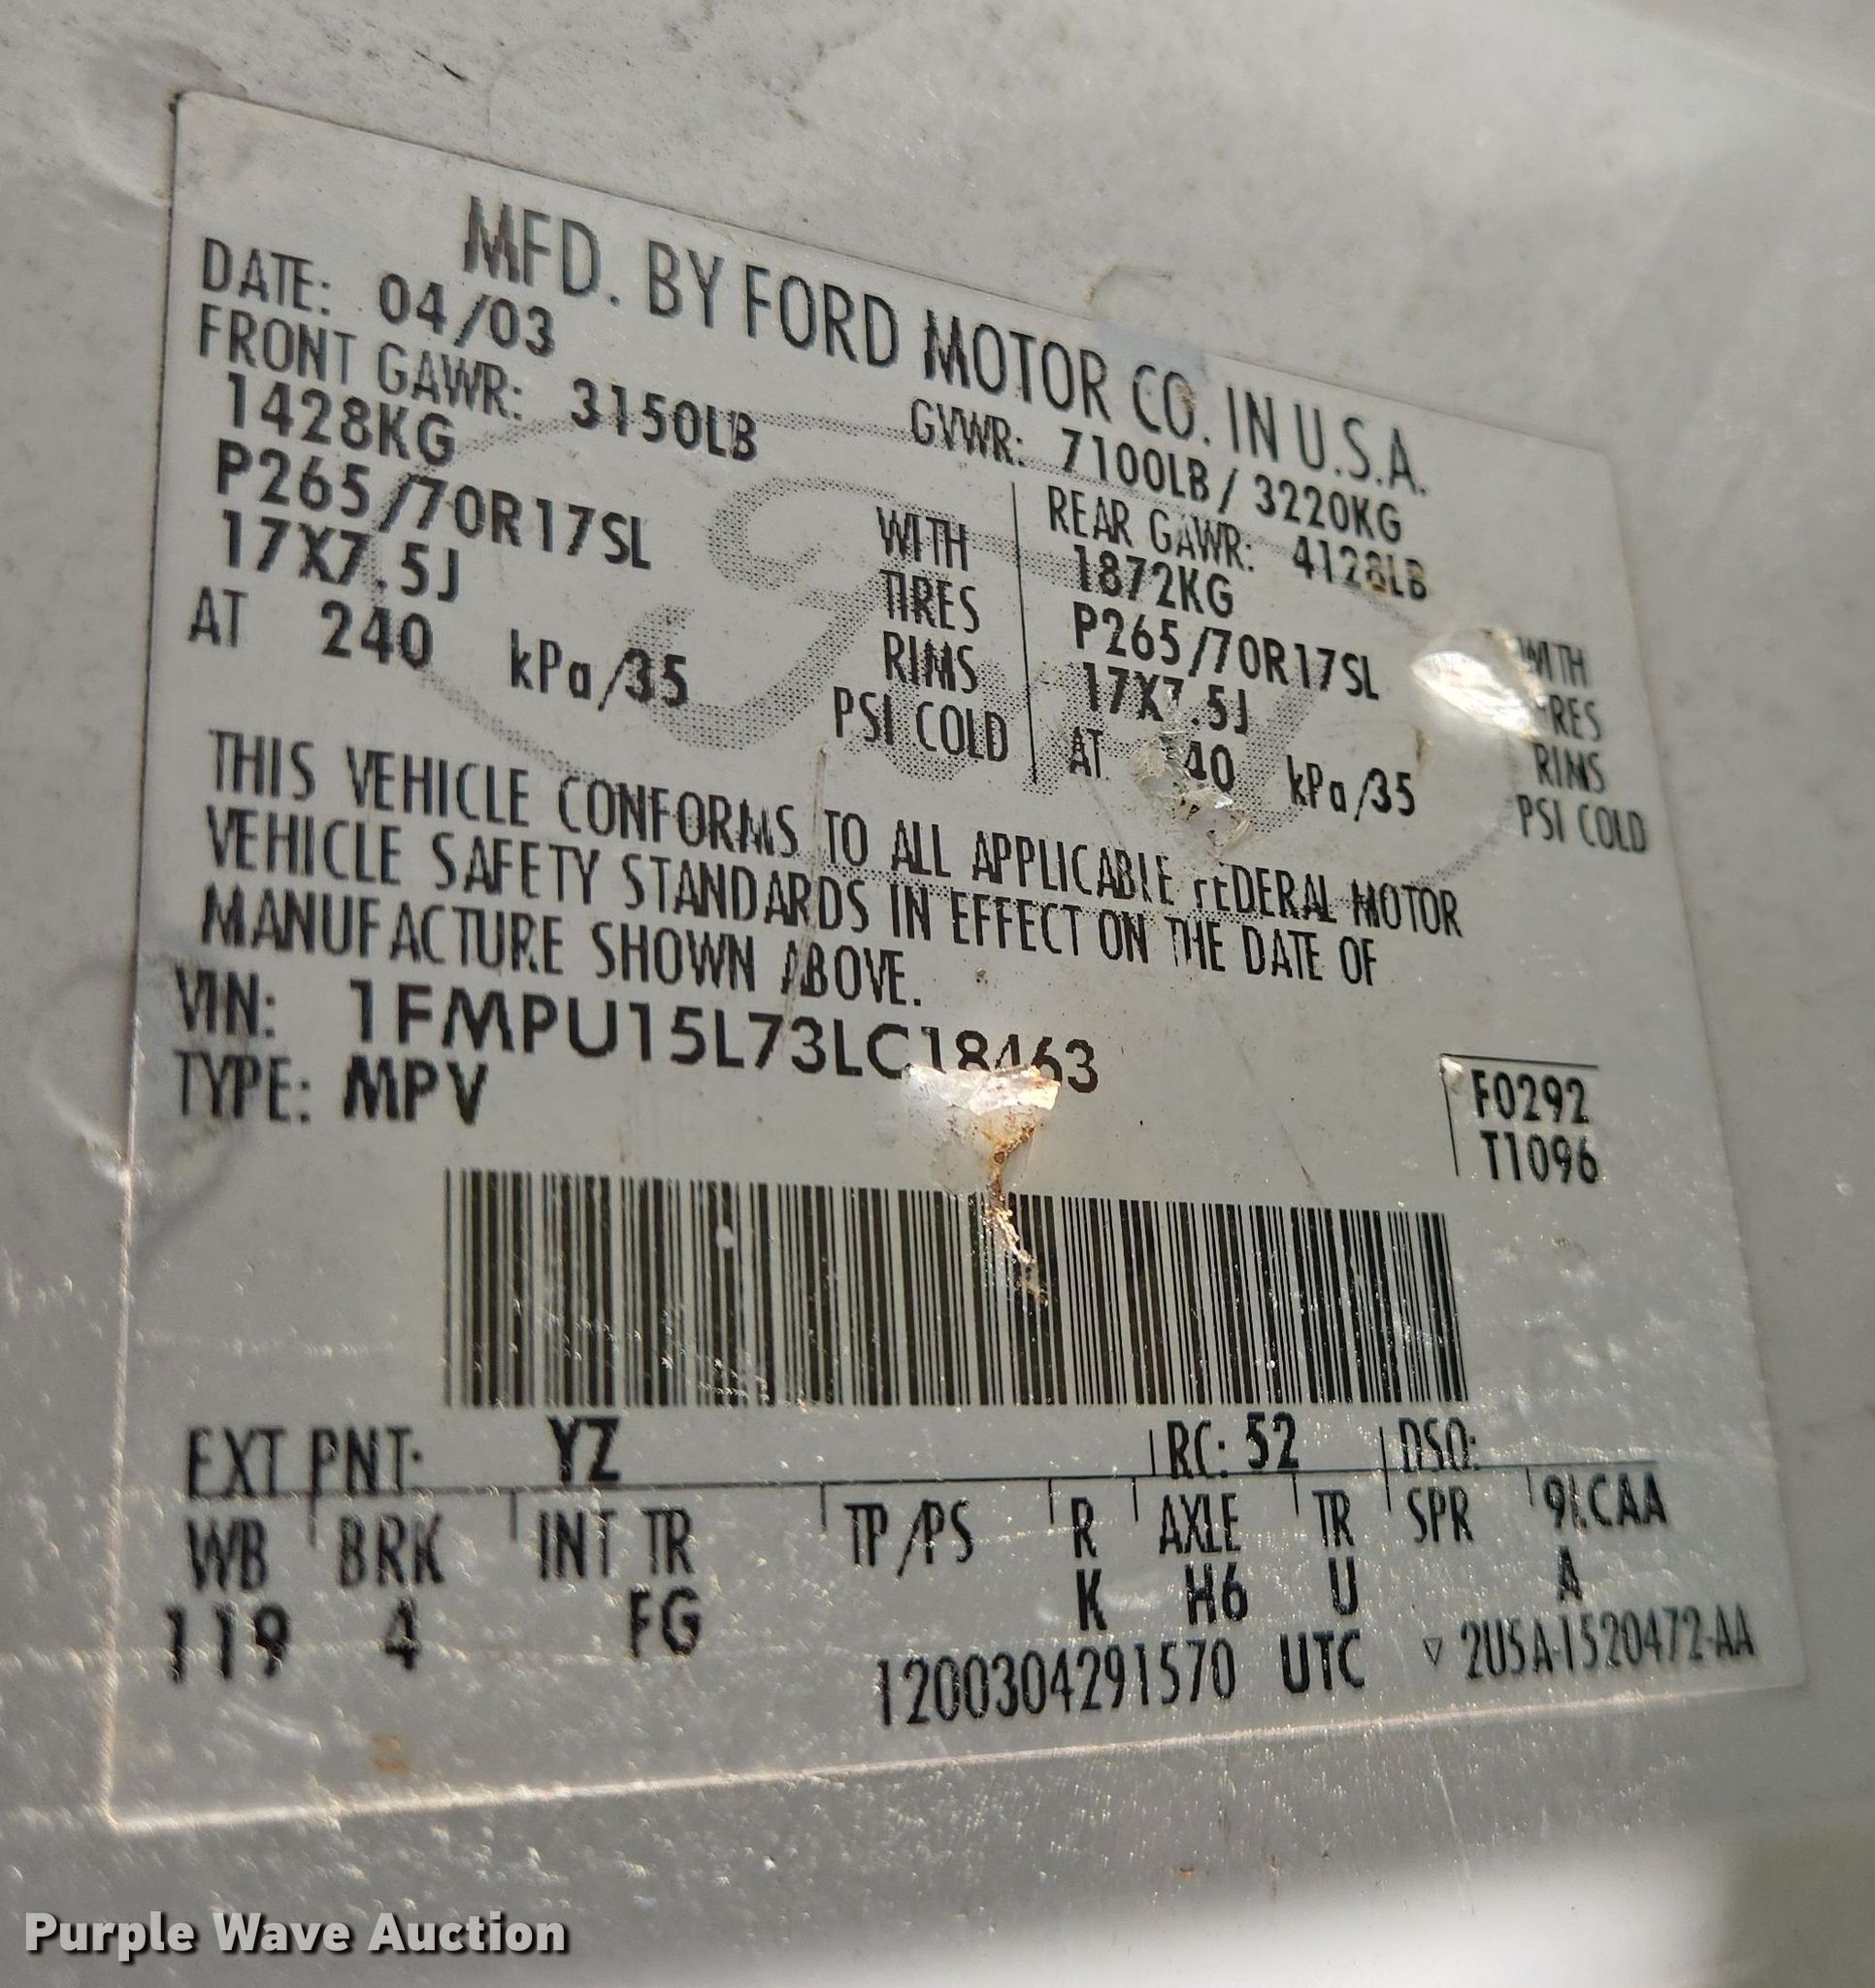 MFD. BY FORD MOTOR CO. IN U.S.A.
DATE: 04/03 GVWR: 7100LB / 3220KG
FRONT GAWR: 3150LB REAR GAWR: 4128LB
1428KG WITH 1872KG WITH
P265/70R17SL TIRES P265/70R17SL TIRES
17X7.5J RIMS 17X7.5J RIMS
AT 240 kPa/35 PSI COLD AT 240 kPa/35 PSI COLD
THIS VEHICLE CONFORMS TO ALL APPLICABLE FEDERAL MOTOR
VEHICLE SAFETY STANDARDS IN EFFECT ON THE DATE OF
MANUFACTURE SHOWN ABOVE.
VIN: 1FMPU15L73LC18463
TYPE: MPV
F0292
T1096
EXT PNT: YZ RC: 52 DSO:
WB BRK INT TR TP/PS R AXLE TR SPR 9LCAA
119 4 FG K H6 U A
1200304291570 UTC ▽ 2U5A-1520472-AA
Ford
Purple Wave Auction